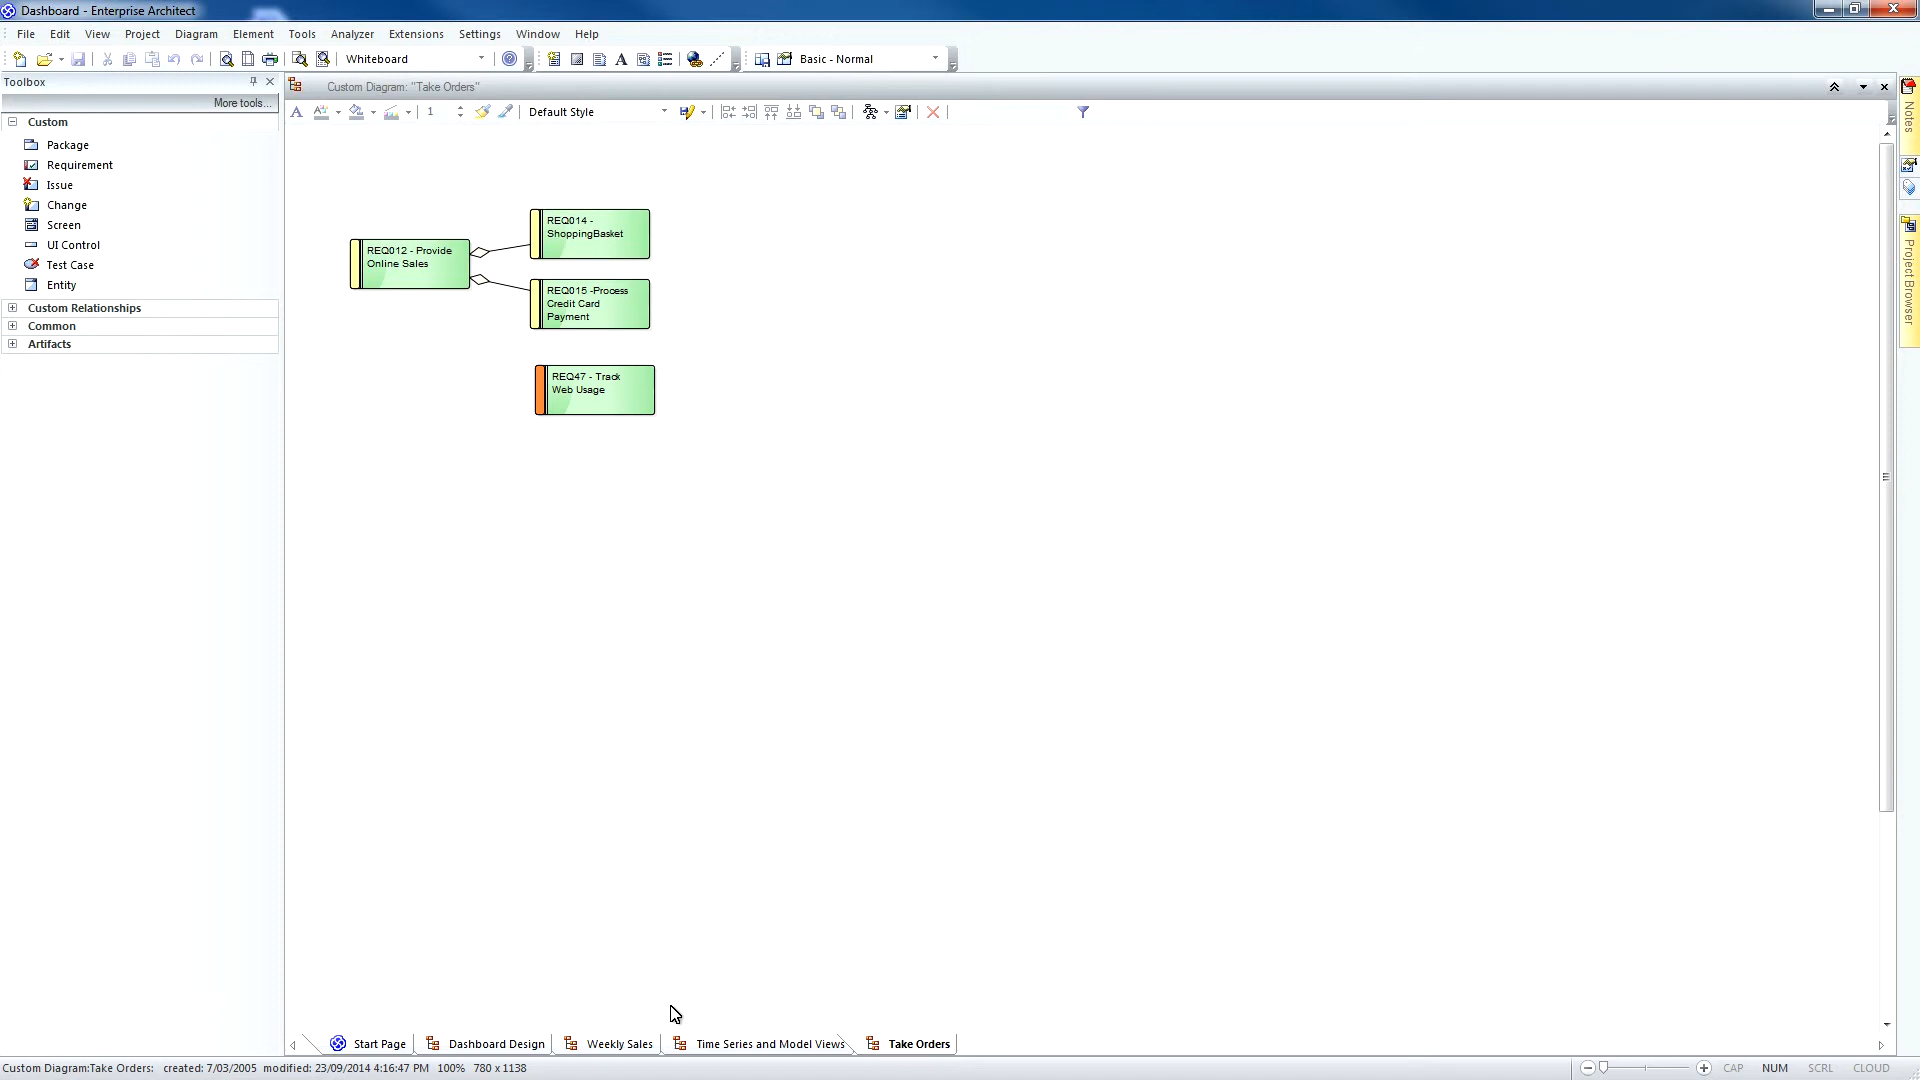 Dashboard - Enterprise Architect
File Edit View Project Diagram Element Tools Analyzer Extensions Settings Window Help
Whiteboard
A
Basic - Normal
Toolbox
More tools...
Custom
Package
Requirement
Issue
Change
Screen
UI Control
Test Case
Entity
Custom Relationships
Common
Artifacts
Custom Diagram: "Take Orders"
A
1
Default Style
REQ012 - Provide
Online Sales
REQ014 -
ShoppingBasket
REQ015 -Process
Credit Card
Payment
REQ47 - Track
Web Usage
Notes
Project Browser
Start Page
Dashboard Design
Weekly Sales
Time Series and Model Views
Take Orders
Custom Diagram:Take Orders: created: 7/03/2005 modified: 23/09/2014 4:16:47 PM 100% 780 x 1138
CAP NUM SCRL CLOUD